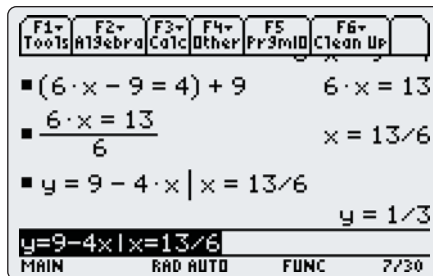 F1 F2 F3 F4 F5 F6
Tools Algebra Calc Other PrgmIO Clean Up
(6·x − 9 = 4) + 9 6·x = 13
6·x = 13
6
x = 13/6
y = 9 − 4·x | x = 13/6
y = 1/3
y=9-4x|x=13/6
MAIN RAD AUTO FUNC 7/30